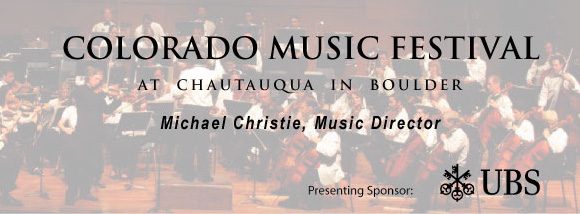 COLORADO MUSIC FESTIVAL
AT CHAUTAUQUA IN BOULDER
Michael Christie, Music Director
Presenting Sponsor: UBS